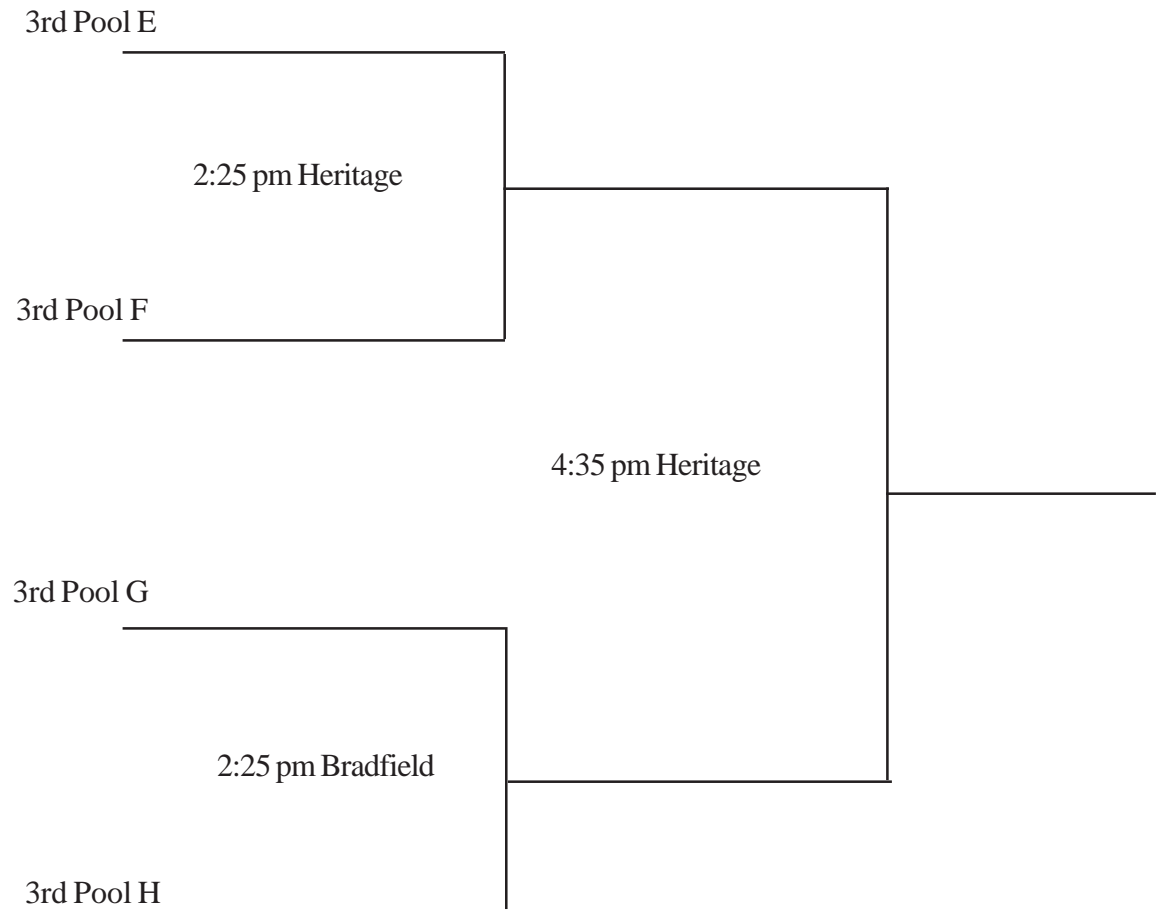 3rd Pool E
2:25 pm Heritage
3rd Pool F
4:35 pm Heritage
3rd Pool G
2:25 pm Bradfield
3rd Pool H